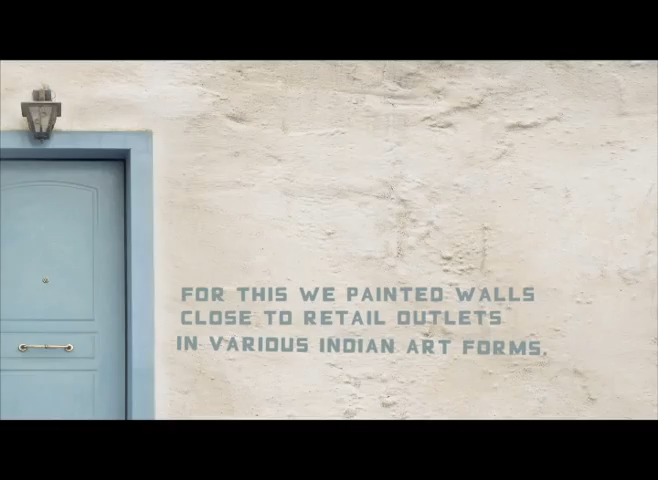 FOR THIS WE PAINTED WALLS
CLOSE TO RETAIL OUTLETS
IN VARIOUS INDIAN ART FORMS.